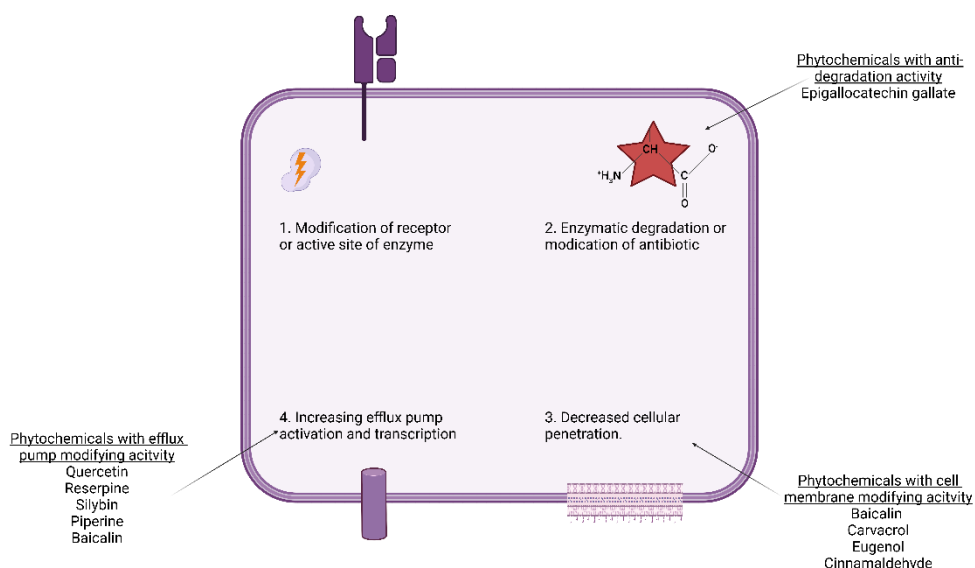 Phytochemicals with anti-
degradation activity
Epigallocatechin gallate
CH
O-
+H3N
C
O
1. Modification of receptor
or active site of enzyme
2. Enzymatic degradation or
modication of antibiotic
4. Increasing efflux pump
activation and transcription
3. Decreased cellular
penetration.
Phytochemicals with efflux
pump modifying acitvity
Quercetin
Reserpine
Silybin
Piperine
Baicalin
Phytochemicals with cell
membrane modifying acitvity
Baicalin
Carvacrol
Eugenol
Cinnamaldehyde